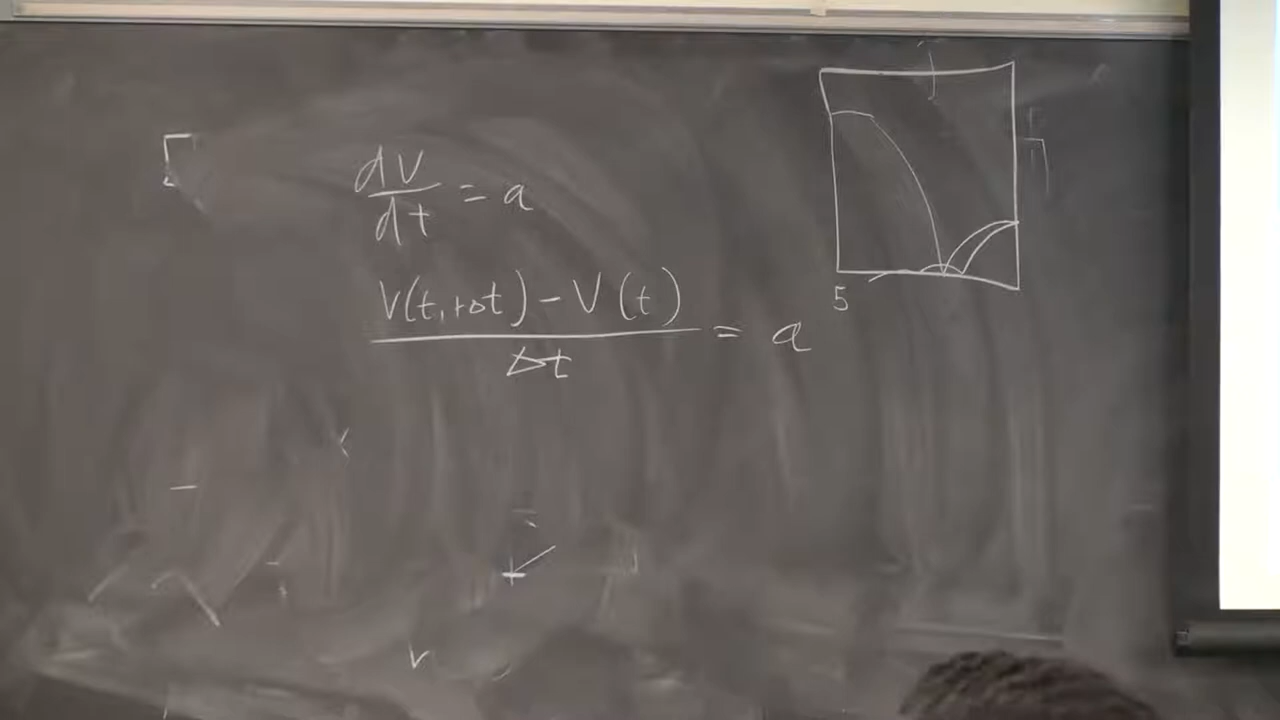 dV/dt = a
V(t,+Δt) - V(t)/Δt = a
5